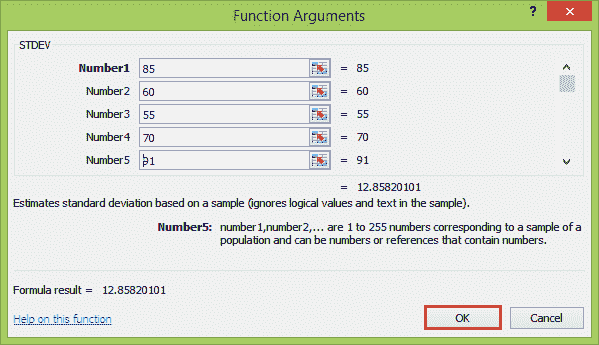 Function Arguments
STDEV
Number1 85 = 85
Number2 60 = 60
Number3 55 = 55
Number4 70 = 70
Number5 91 = 91
= 12.85820101
Estimates standard deviation based on a sample (ignores logical values and text in the sample).
Number5: number1,number2,... are 1 to 255 numbers corresponding to a sample of a
population and can be numbers or references that contain numbers.
Formula result = 12.85820101
Help on this function OK Cancel